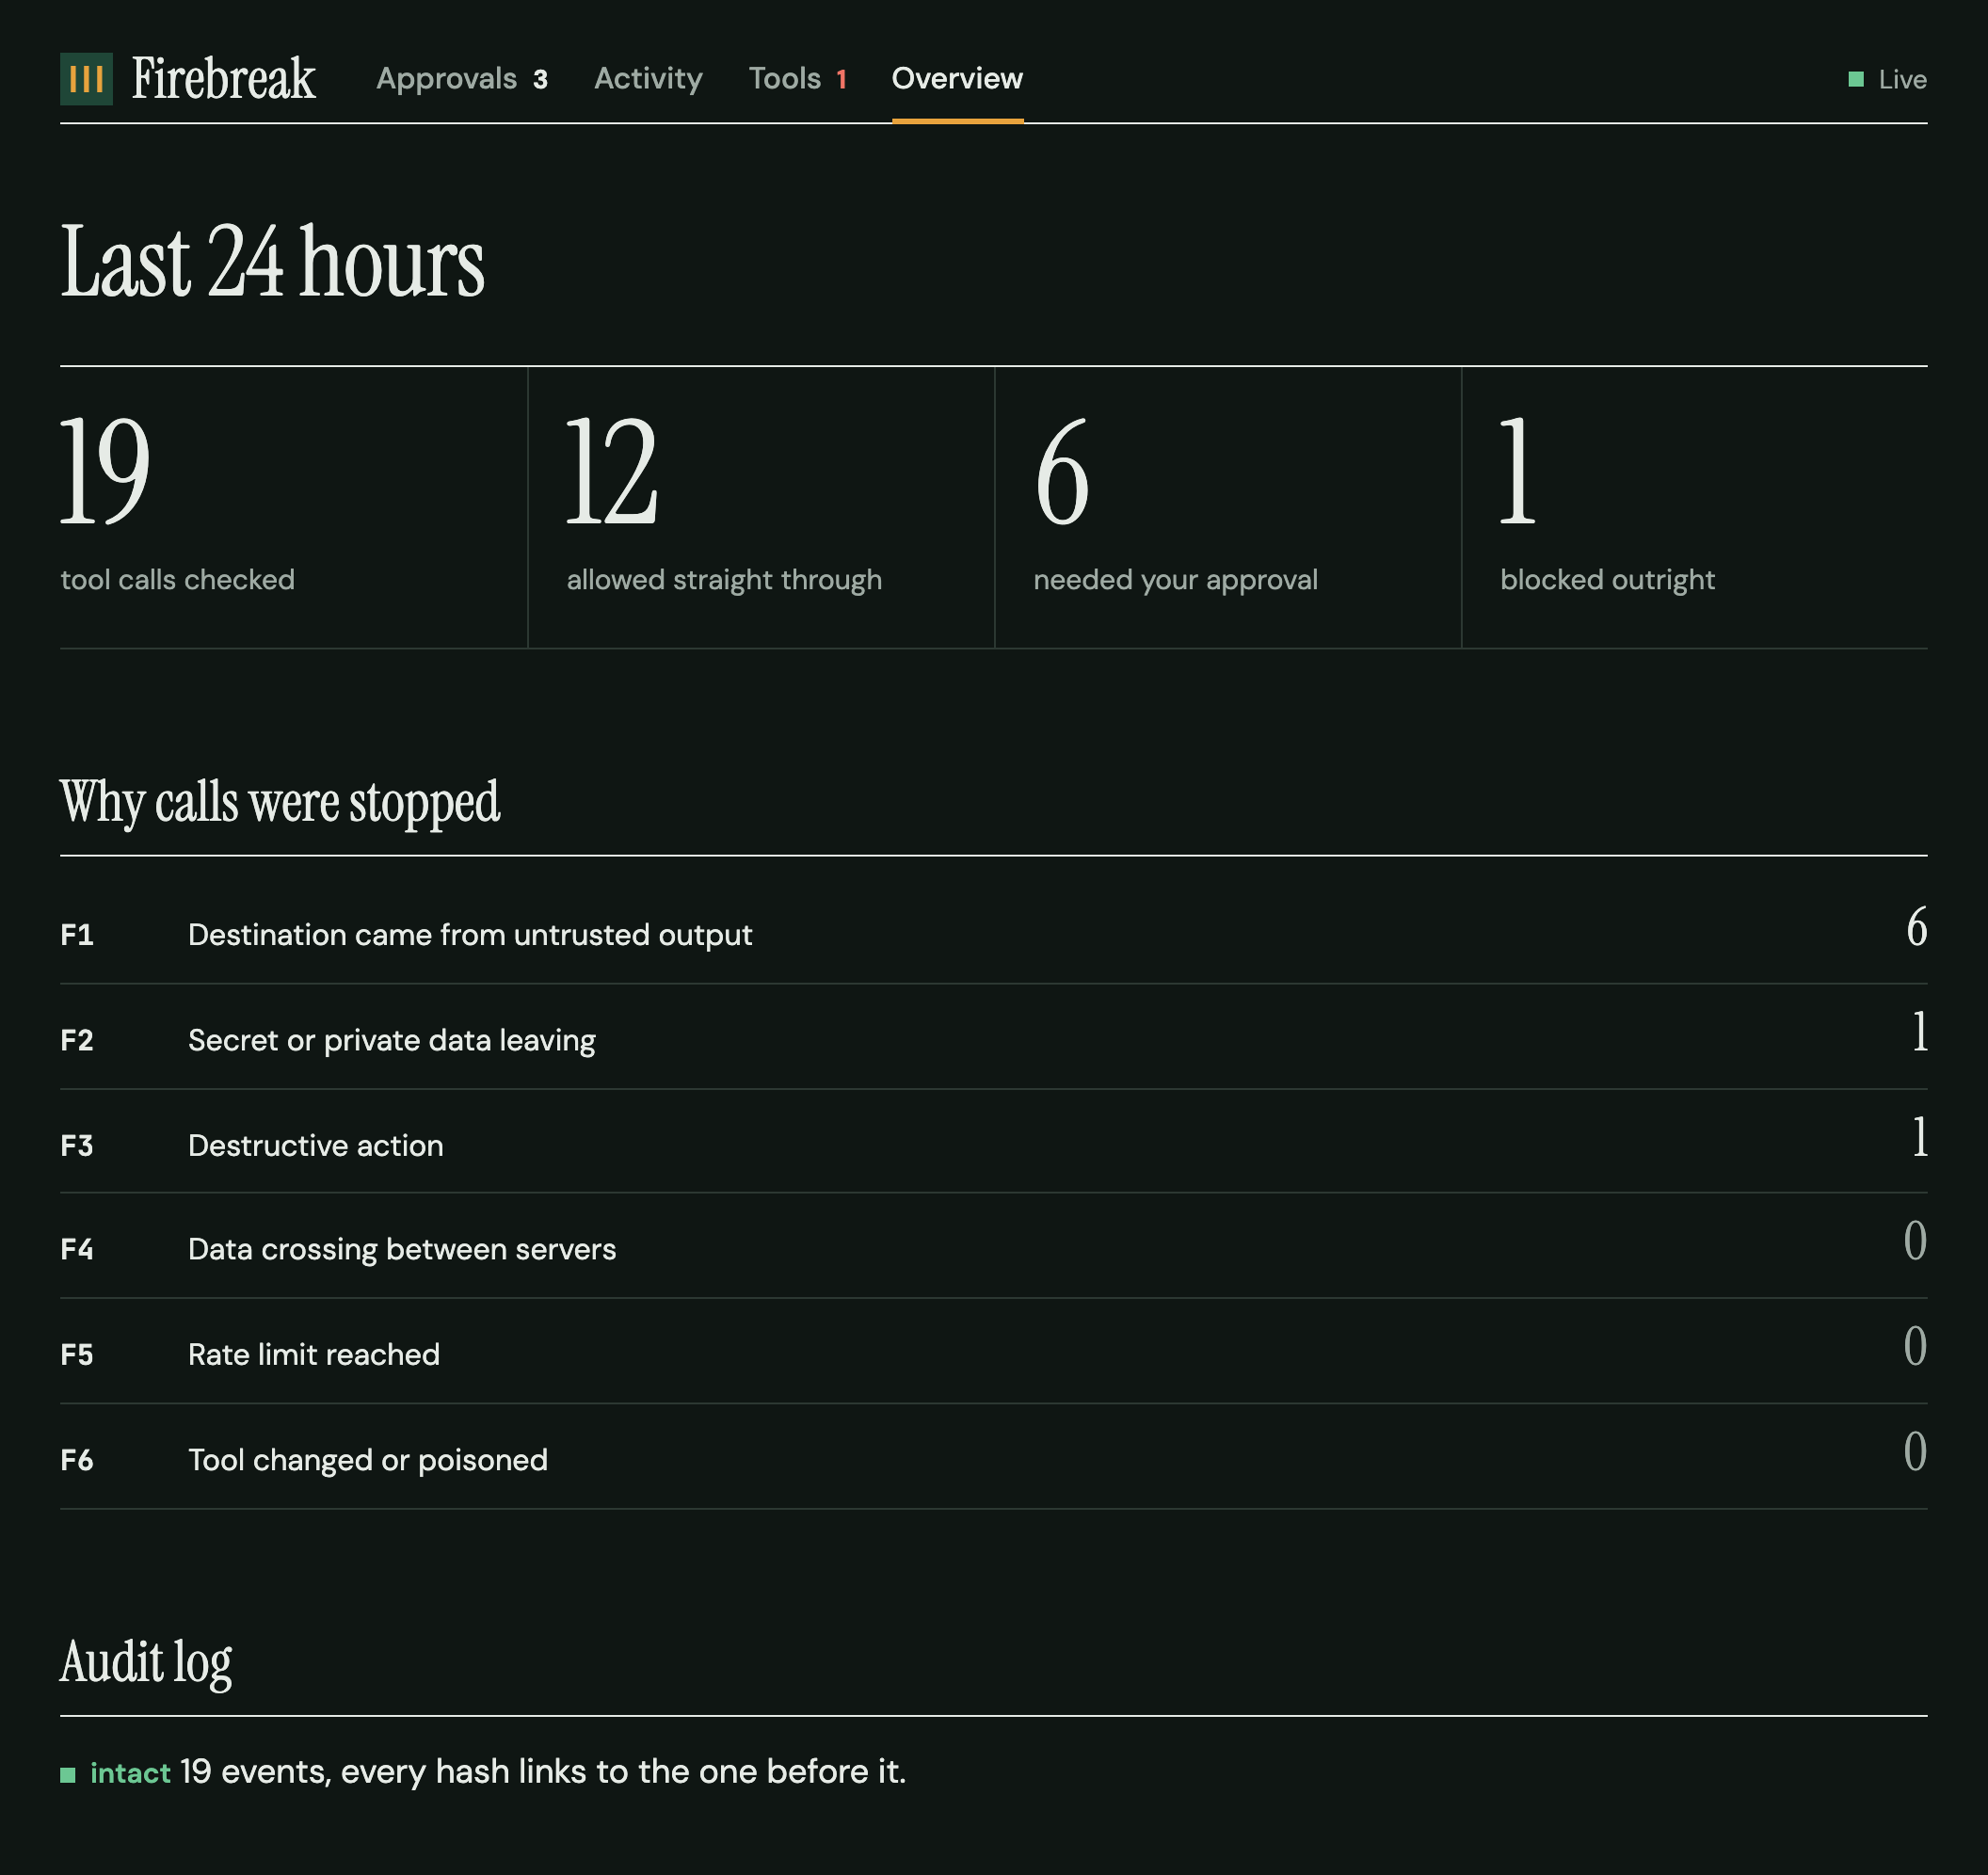 Firebreak Approvals 3 Activity Tools 1 Overview Live
Last 24 hours
19 12 6 1
tool calls checked allowed straight through needed your approval blocked outright
Why calls were stopped
F1 Destination came from untrusted output 6
F2 Secret or private data leaving 1
F3 Destructive action 1
F4 Data crossing between servers 0
F5 Rate limit reached 0
F6 Tool changed or poisoned 0
Audit log
intact 19 events, every hash links to the one before it.